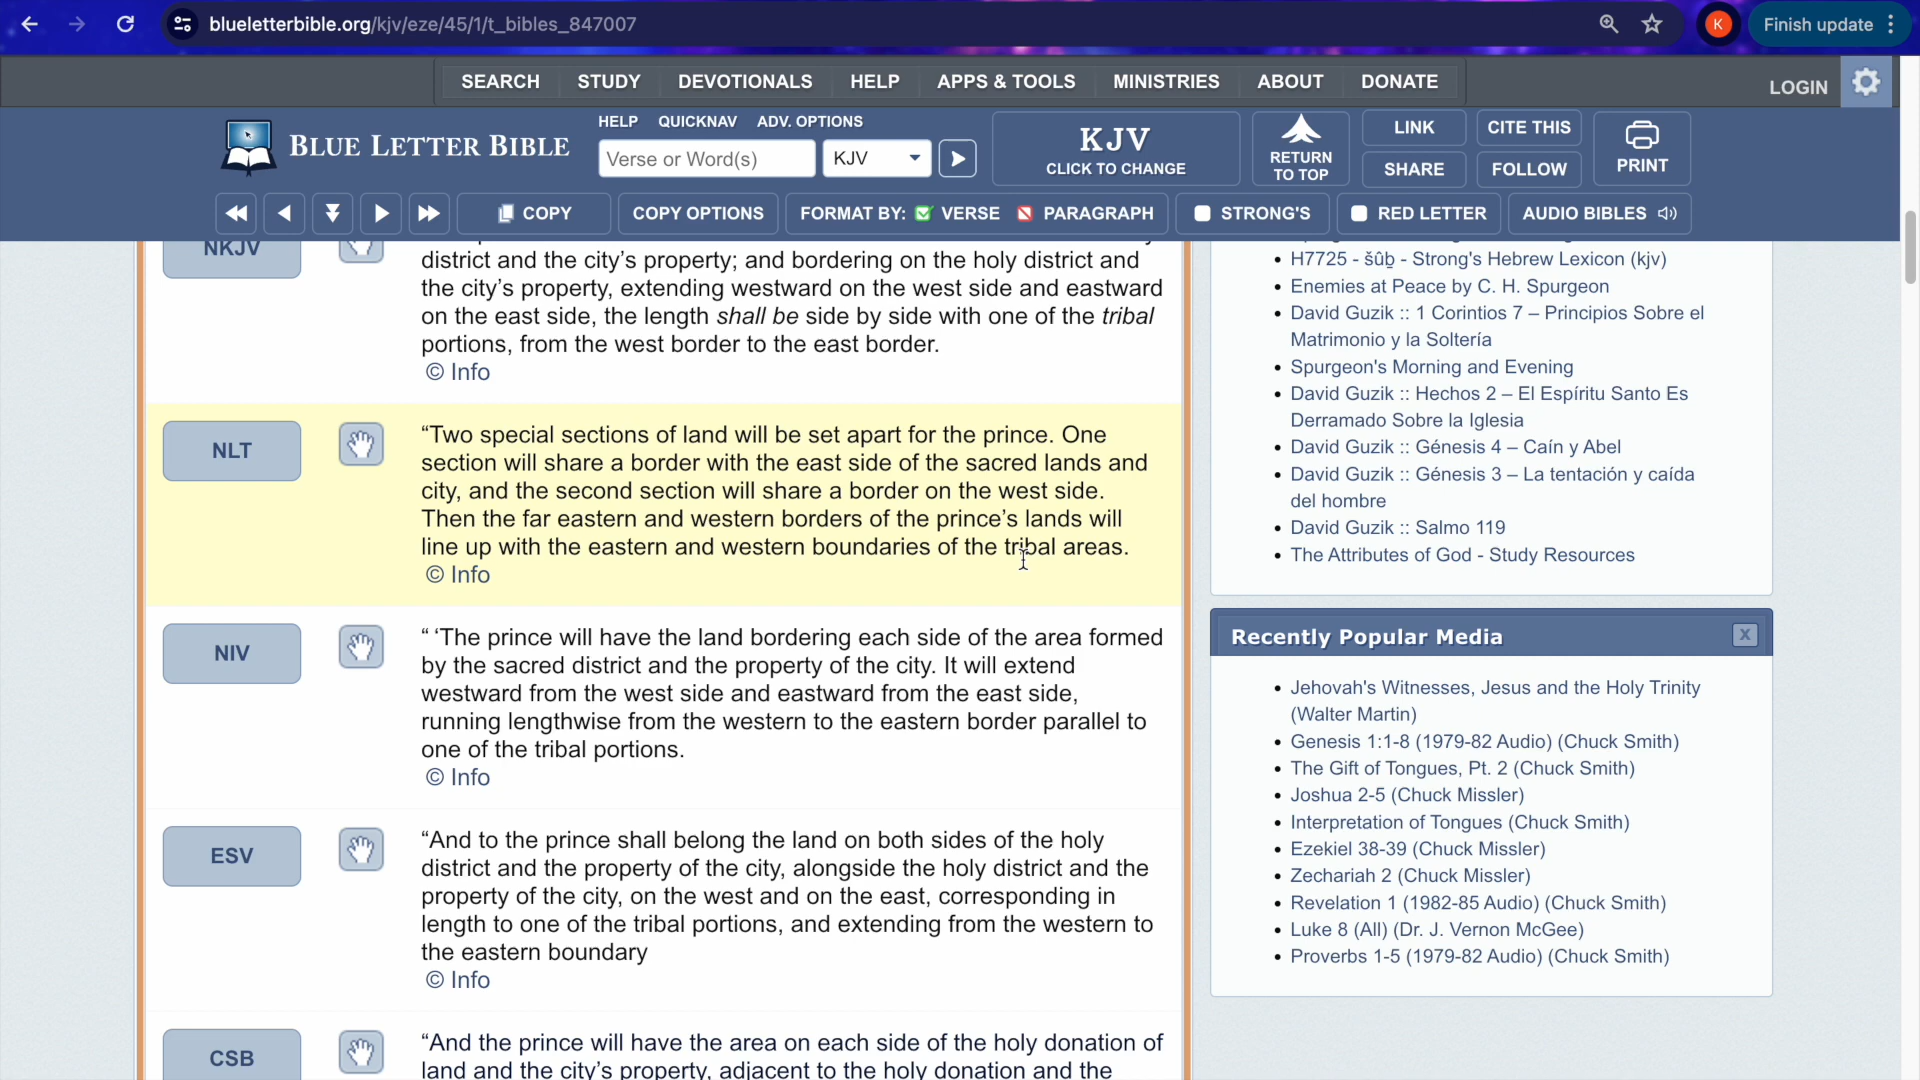 blueletterbible.org/kjv/eze/45/1/t_bibles_847007
K
Finish update
SEARCH
STUDY
DEVOTIONALS
HELP
APPS & TOOLS
MINISTRIES
ABOUT
DONATE
LOGIN
BLUE LETTER BIBLE
HELP
QUICKNAV
ADV. OPTIONS
Verse or Word(s)
KJV
KJV
CLICK TO CHANGE
RETURN
TO TOP
LINK
CITE THIS
SHARE
FOLLOW
PRINT
COPY
COPY OPTIONS
FORMAT BY:
VERSE
PARAGRAPH
STRONG'S
RED LETTER
AUDIO BIBLES
NKJV
district and the city’s property; and bordering on the holy district and
the city’s property, extending westward on the west side and eastward
on the east side, the length shall be side by side with one of the tribal
portions, from the west border to the east border.
© Info
NLT
“Two special sections of land will be set apart for the prince. One
section will share a border with the east side of the sacred lands and
city, and the second section will share a border on the west side.
Then the far eastern and western borders of the prince’s lands will
line up with the eastern and western boundaries of the tribal areas.
© Info
NIV
“ ‘The prince will have the land bordering each side of the area formed
by the sacred district and the property of the city. It will extend
westward from the west side and eastward from the east side,
running lengthwise from the western to the eastern border parallel to
one of the tribal portions.
© Info
ESV
“And to the prince shall belong the land on both sides of the holy
district and the property of the city, alongside the holy district and the
property of the city, on the west and on the east, corresponding in
length to one of the tribal portions, and extending from the western to
the eastern boundary
© Info
CSB
“And the prince will have the area on each side of the holy donation of
land and the city’s property, adjacent to the holy donation and the
H7725 - šûḇ - Strong's Hebrew Lexicon (kjv)
Enemies at Peace by C. H. Spurgeon
David Guzik :: 1 Corintios 7 – Principios Sobre el
Matrimonio y la Soltería
Spurgeon's Morning and Evening
David Guzik :: Hechos 2 – El Espíritu Santo Es
Derramado Sobre la Iglesia
David Guzik :: Génesis 4 – Caín y Abel
David Guzik :: Génesis 3 – La tentación y caída
del hombre
David Guzik :: Salmo 119
The Attributes of God - Study Resources
Recently Popular Media
x
Jehovah's Witnesses, Jesus and the Holy Trinity
(Walter Martin)
Genesis 1:1-8 (1979-82 Audio) (Chuck Smith)
The Gift of Tongues, Pt. 2 (Chuck Smith)
Joshua 2-5 (Chuck Missler)
Interpretation of Tongues (Chuck Smith)
Ezekiel 38-39 (Chuck Missler)
Zechariah 2 (Chuck Missler)
Revelation 1 (1982-85 Audio) (Chuck Smith)
Luke 8 (All) (Dr. J. Vernon McGee)
Proverbs 1-5 (1979-82 Audio) (Chuck Smith)